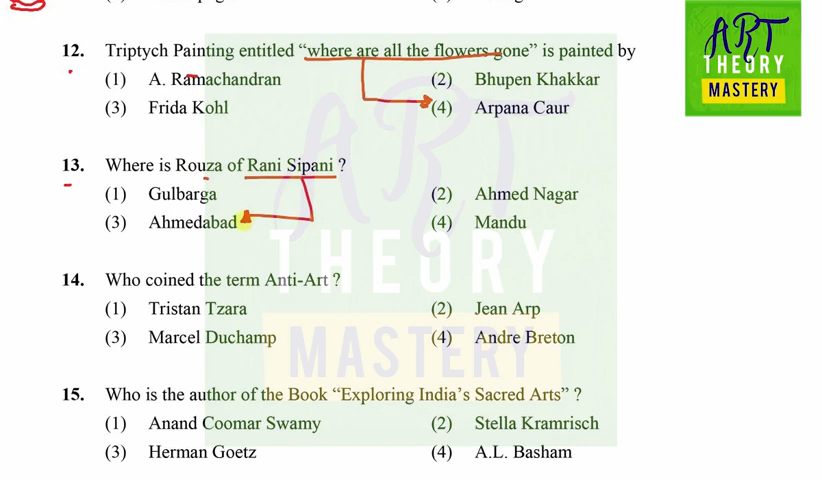 12. Triptych Painting entitled “where are all the flowers gone” is painted by
(1) A. Ramachandran (2) Bhupen Khakkar
(3) Frida Kohl (4) Arpana Caur
13. Where is Rouza of Rani Sipani ?
(1) Gulbarga (2) Ahmed Nagar
(3) Ahmedabad (4) Mandu
14. Who coined the term Anti-Art ?
(1) Tristan Tzara (2) Jean Arp
(3) Marcel Duchamp (4) Andre Breton
15. Who is the author of the Book “Exploring India’s Sacred Arts” ?
(1) Anand Coomar Swamy (2) Stella Kramrisch
(3) Herman Goetz (4) A.L. Basham
ART
THEORY
MASTERY
ART
THEORY
MASTERY